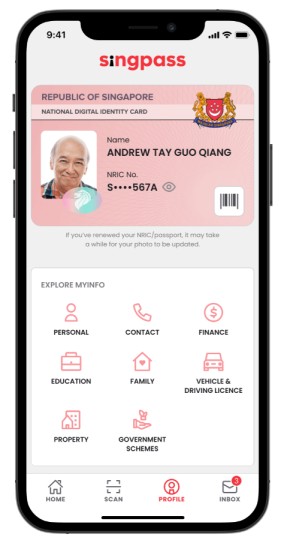 9:41
singpass
REPUBLIC OF SINGAPORE
NATIONAL DIGITAL IDENTITY CARD
Name
ANDREW TAY GUO QIANG
NRIC No.
S••••567A
If you've renewed your NRIC/passport, it may take
a while for your photo to be updated.
EXPLORE MYINFO
PERSONAL
CONTACT
FINANCE
EDUCATION
FAMILY
VEHICLE &
DRIVING LICENCE
PROPERTY
GOVERNMENT
SCHEMES
3
HOME
SCAN
PROFILE
INBOX